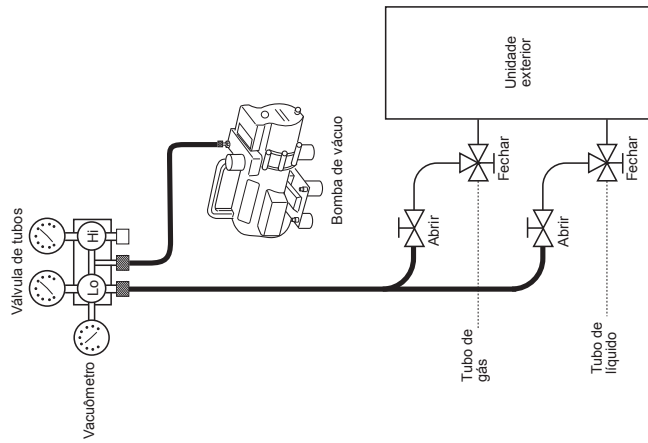 Válvula de tubos
Vacuômetro
Lo
Hi
Bomba de vácuo
Unidade
exterior
Abrir
Fechar
Abrir
Fechar
Tubo de
gás
Tubo de
líquido